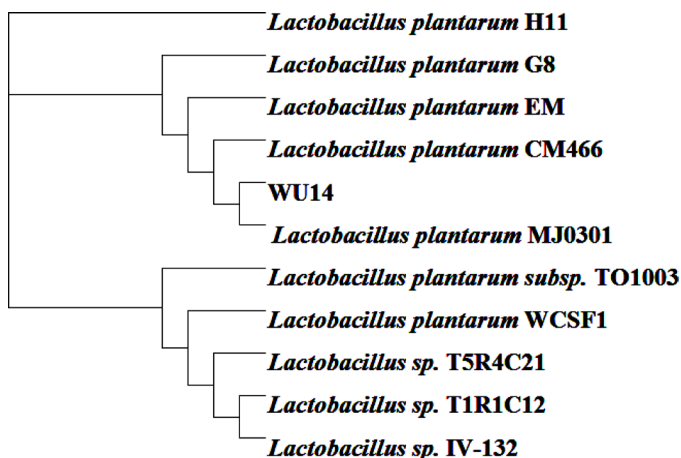 Lactobacillus plantarum H11
Lactobacillus plantarum G8
Lactobacillus plantarum EM
Lactobacillus plantarum CM466
WU14
Lactobacillus plantarum MJ0301
Lactobacillus plantarum subsp. TO1003
Lactobacillus plantarum WCSF1
Lactobacillus sp. T5R4C21
Lactobacillus sp. T1R1C12
Lactobacillus sp. IV-132